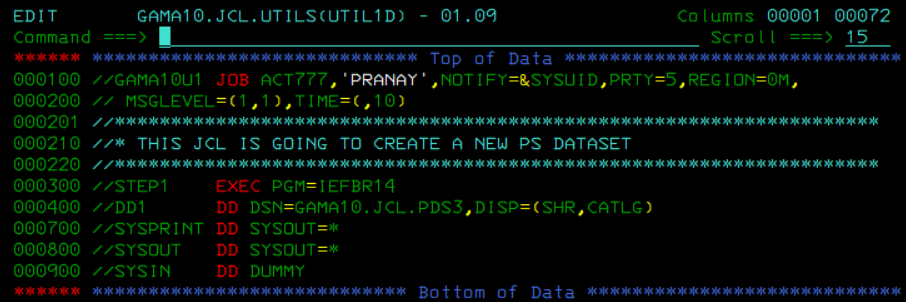 EDIT       GAMA10.JCL.UTILS(UTIL1D) - 01.09                  Columns 00001 00072
Command ===>                                                  Scroll ===> 15
****** ***************************** Top of Data ******************************
000100 //GAMA10U1 JOB ACT777,'PRANAY',NOTIFY=&SYSUID,PRTY=5,REGION=0M,
000200 // MSGLEVEL=(1,1),TIME=(,10)
000201 //********************************************************************
000210 //* THIS JCL IS GOING TO CREATE A NEW PS DATASET
000220 //********************************************************************
000300 //STEP1    EXEC PGM=IEFBR14
000400 //DD1      DD DSN=GAMA10.JCL.PDS3,DISP=(SHR,CATLG)
000700 //SYSPRINT DD SYSOUT=*
000800 //SYSOUT   DD SYSOUT=*
000900 //SYSIN    DD DUMMY
****** **************************** Bottom of Data ****************************